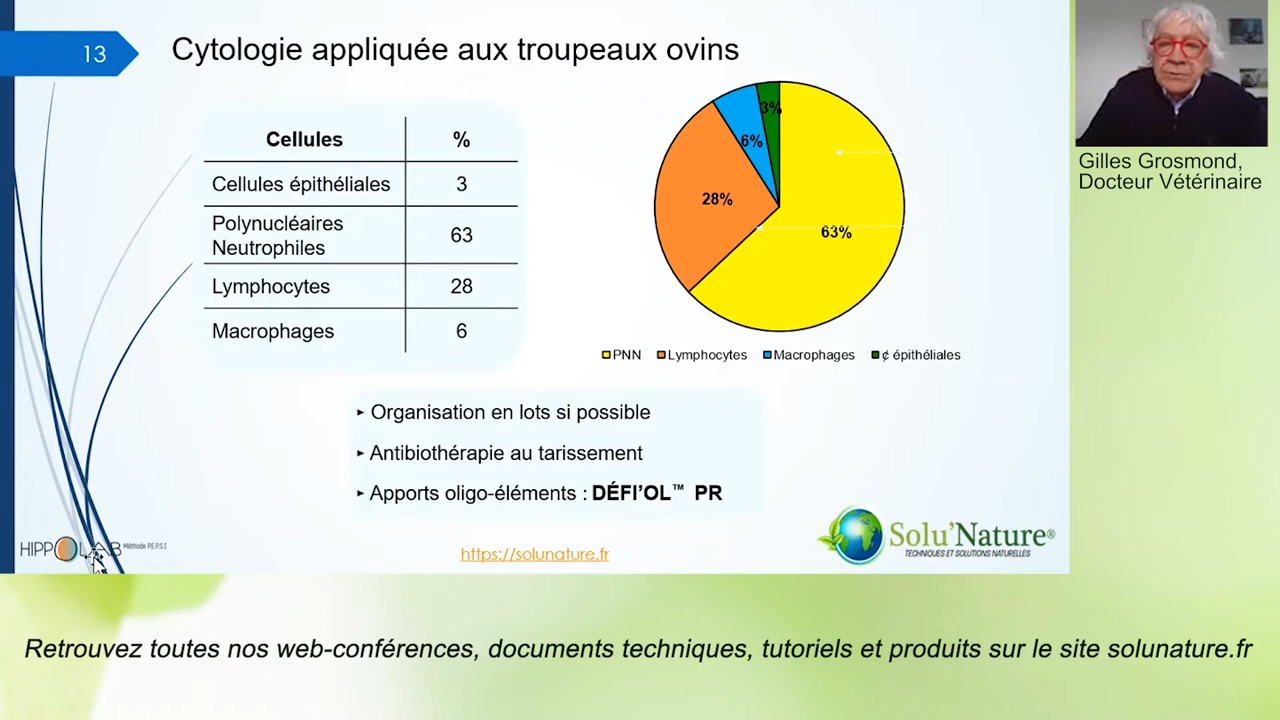 13
Cytologie appliquée aux troupeaux ovins
Cellules %
Cellules épithéliales 3
Polynucléaires
Neutrophiles 63
Lymphocytes 28
Macrophages 6
3%
6%
28%
63%
PNN Lymphocytes Macrophages ¢ épithéliales
▸ Organisation en lots si possible
▸ Antibiothérapie au tarissement
▸ Apports oligo-éléments : DÉFI'OL™ PR
HIPPOLAB Méthode P.E.P.S.S
https://solunature.fr
Solu'Nature®
TECHNIQUES ET SOLUTIONS NATURELLES
Gilles Grosmond,
Docteur Vétérinaire
Retrouvez toutes nos web-conférences, documents techniques, tutoriels et produits sur le site solunature.fr